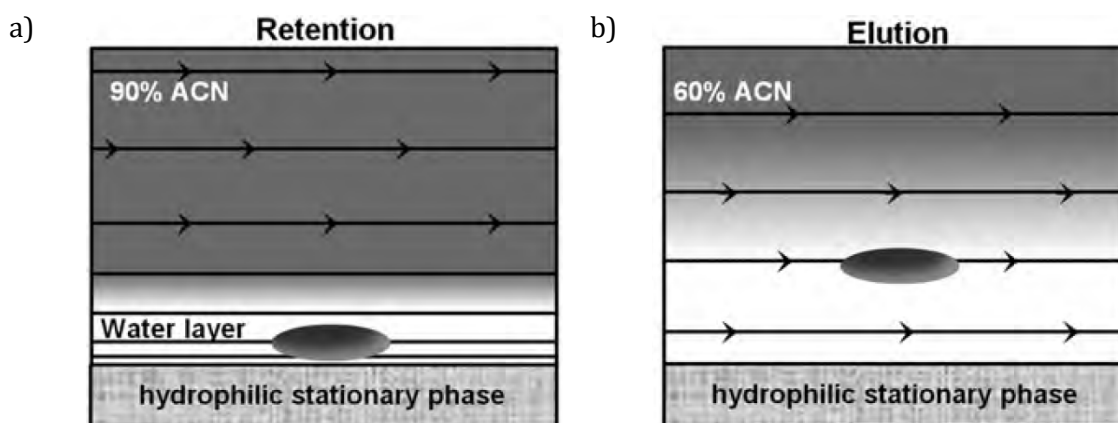 a)
Retention
90% ACN
Water layer
hydrophilic stationary phase
b)
Elution
60% ACN
hydrophilic stationary phase